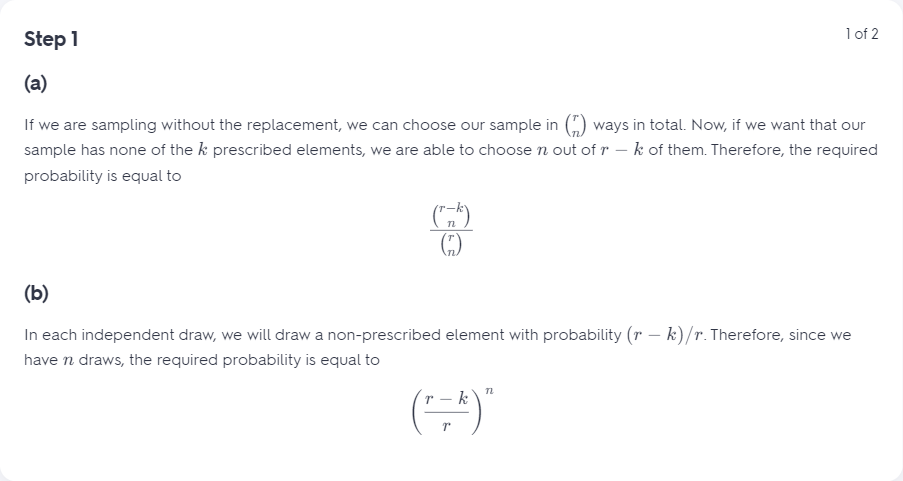 Step 1
1 of 2
(a)
If we are sampling without the replacement, we can choose our sample in $\binom{r}{n}$ ways in total. Now, if we want that our
sample has none of the $k$ prescribed elements, we are able to choose $n$ out of $r - k$ of them. Therefore, the required
probability is equal to
$\frac{\binom{r-k}{n}}{\binom{r}{n}}$
(b)
In each independent draw, we will draw a non-prescribed element with probability $(r - k)/r$. Therefore, since we
have $n$ draws, the required probability is equal to
$\left(\frac{r - k}{r}\right)^n$